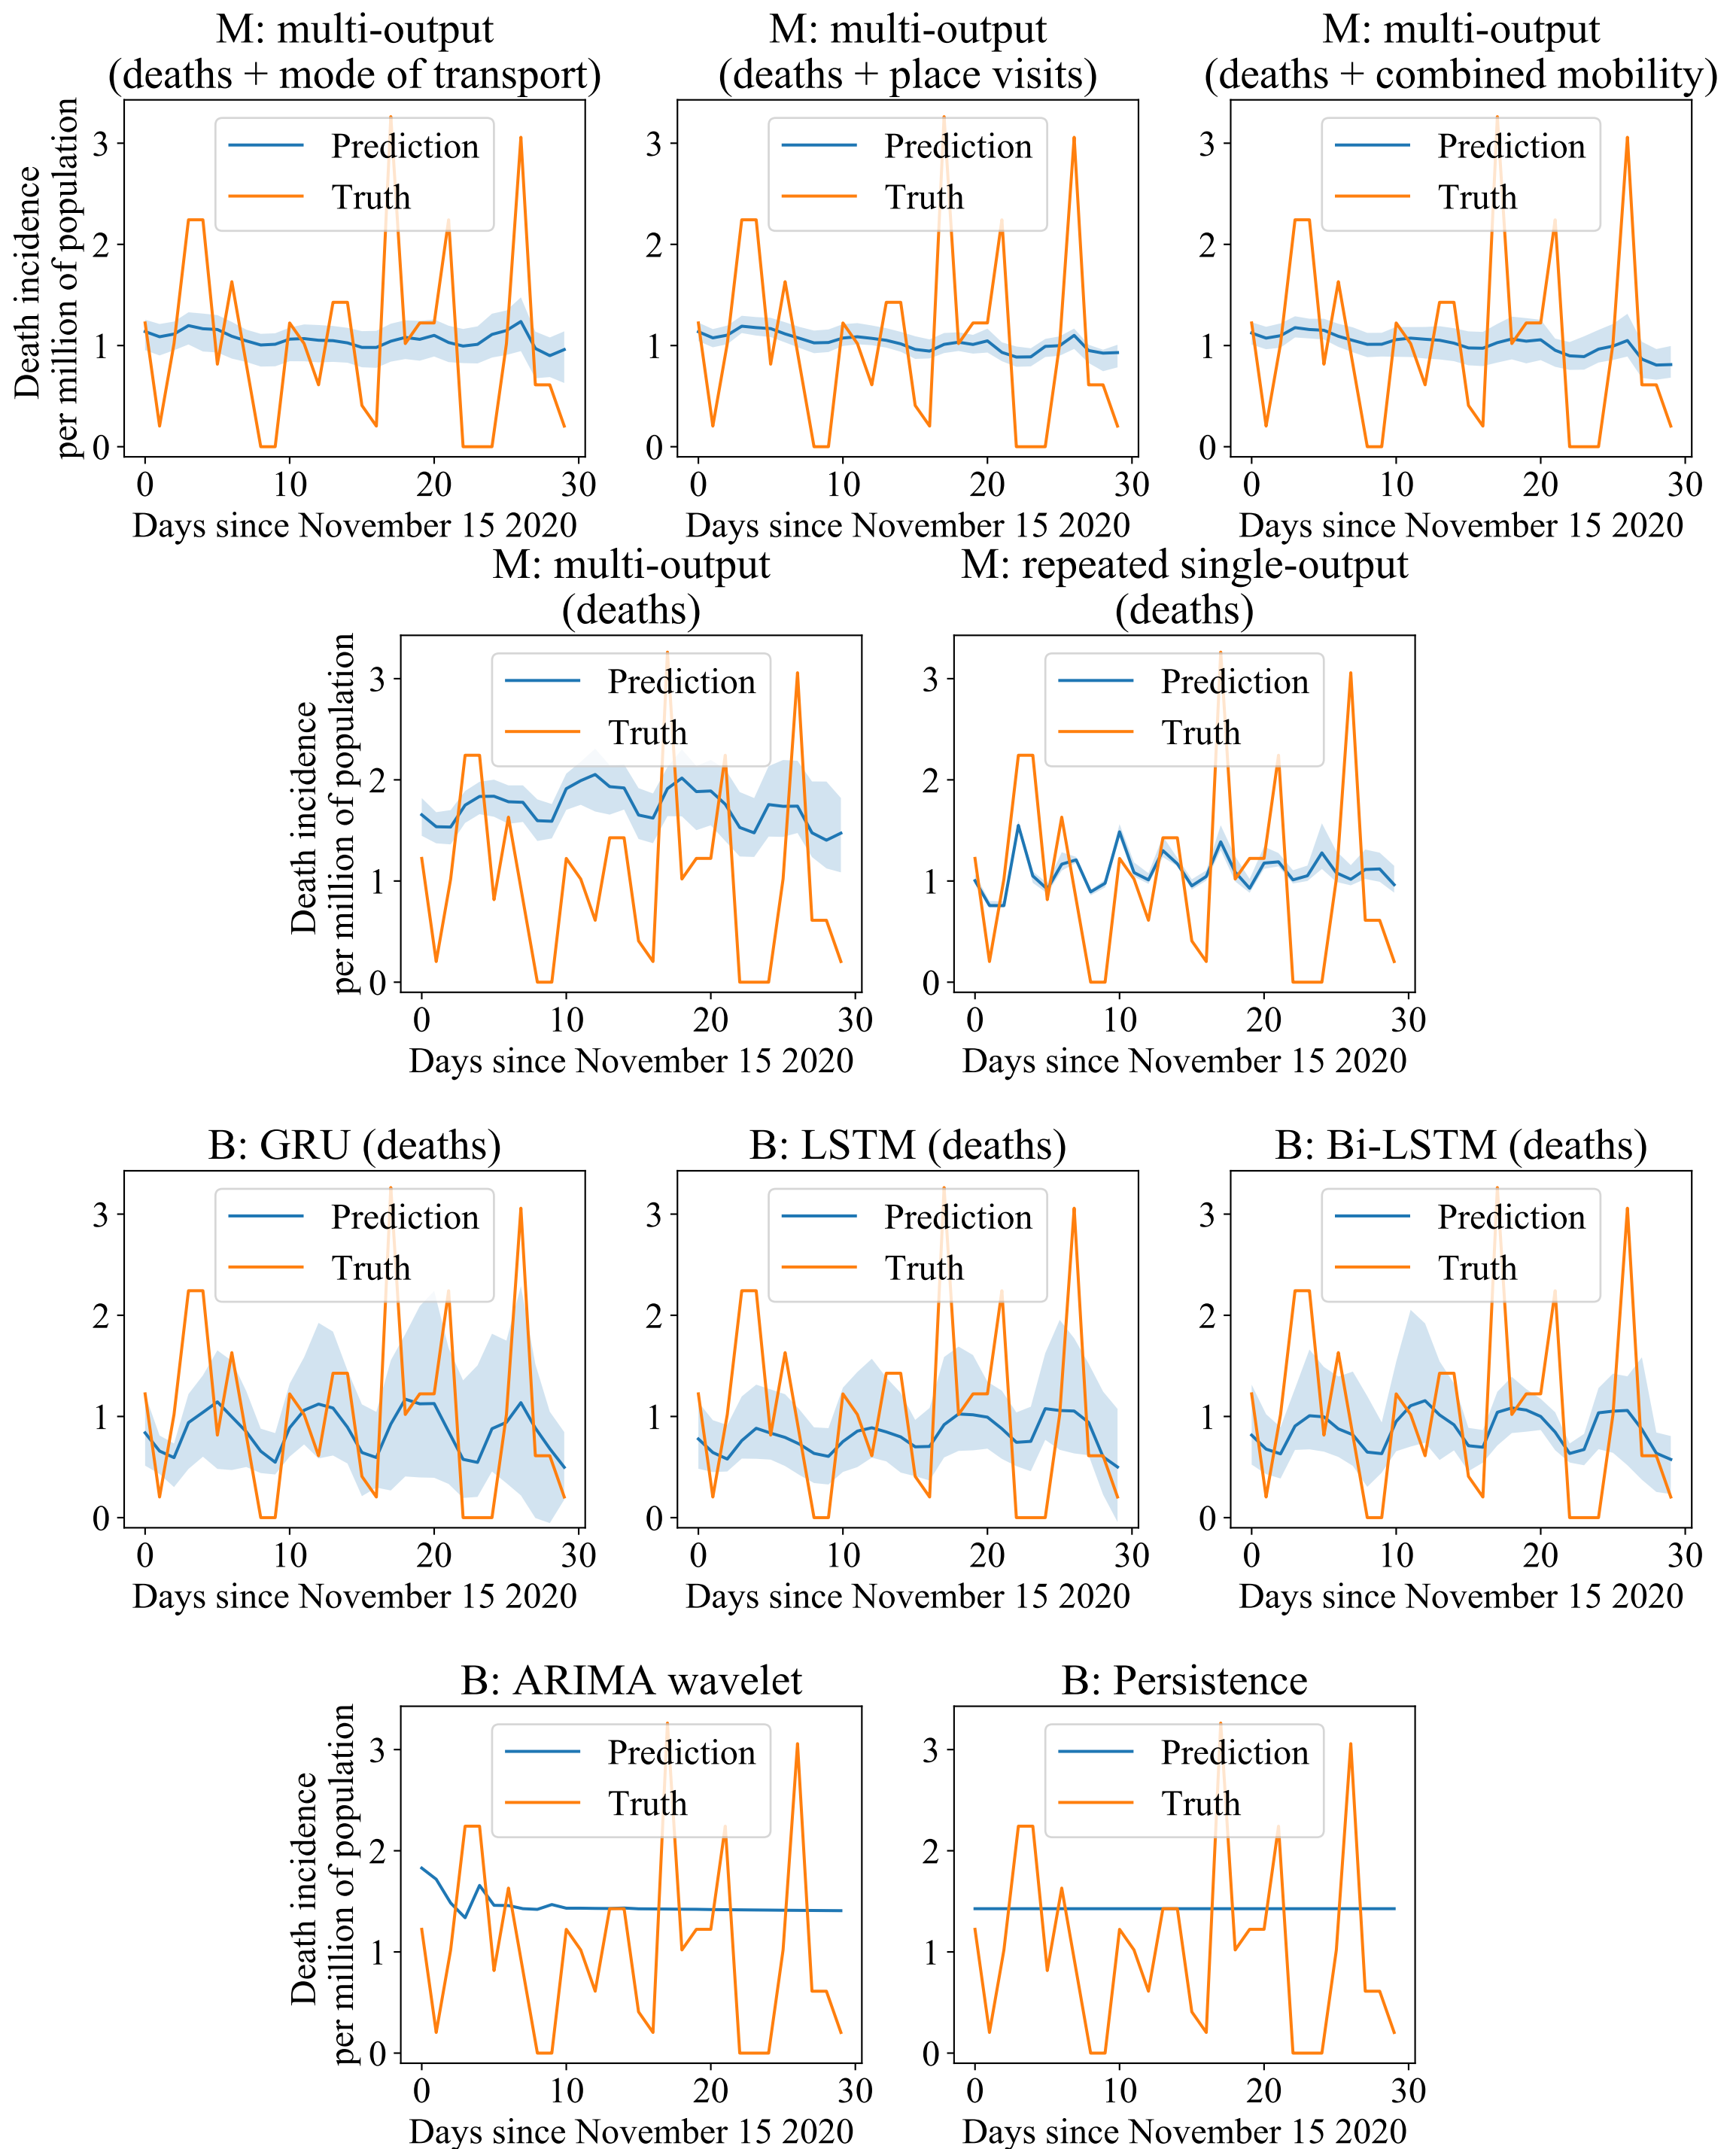 M: multi-output
(deaths + mode of transport)
M: multi-output
(deaths + place visits)
M: multi-output
(deaths + combined mobility)
Death incidence
per million of population
3
2
1
0
Prediction
Truth
0 10 20 30
Days since November 15 2020
3
2
1
0
Prediction
Truth
0 10 20 30
Days since November 15 2020
3
2
1
0
Prediction
Truth
0 10 20 30
Days since November 15 2020
M: multi-output
(deaths)
M: repeated single-output
(deaths)
Death incidence
per million of population
3
2
1
0
Prediction
Truth
0 10 20 30
Days since November 15 2020
3
2
1
0
Prediction
Truth
0 10 20 30
Days since November 15 2020
B: GRU (deaths)
B: LSTM (deaths)
B: Bi-LSTM (deaths)
3
2
1
0
Prediction
Truth
0 10 20 30
Days since November 15 2020
3
2
1
0
Prediction
Truth
0 10 20 30
Days since November 15 2020
3
2
1
0
Prediction
Truth
0 10 20 30
Days since November 15 2020
B: ARIMA wavelet
B: Persistence
Death incidence
per million of population
3
2
1
0
Prediction
Truth
0 10 20 30
Days since November 15 2020
3
2
1
0
Prediction
Truth
0 10 20 30
Days since November 15 2020